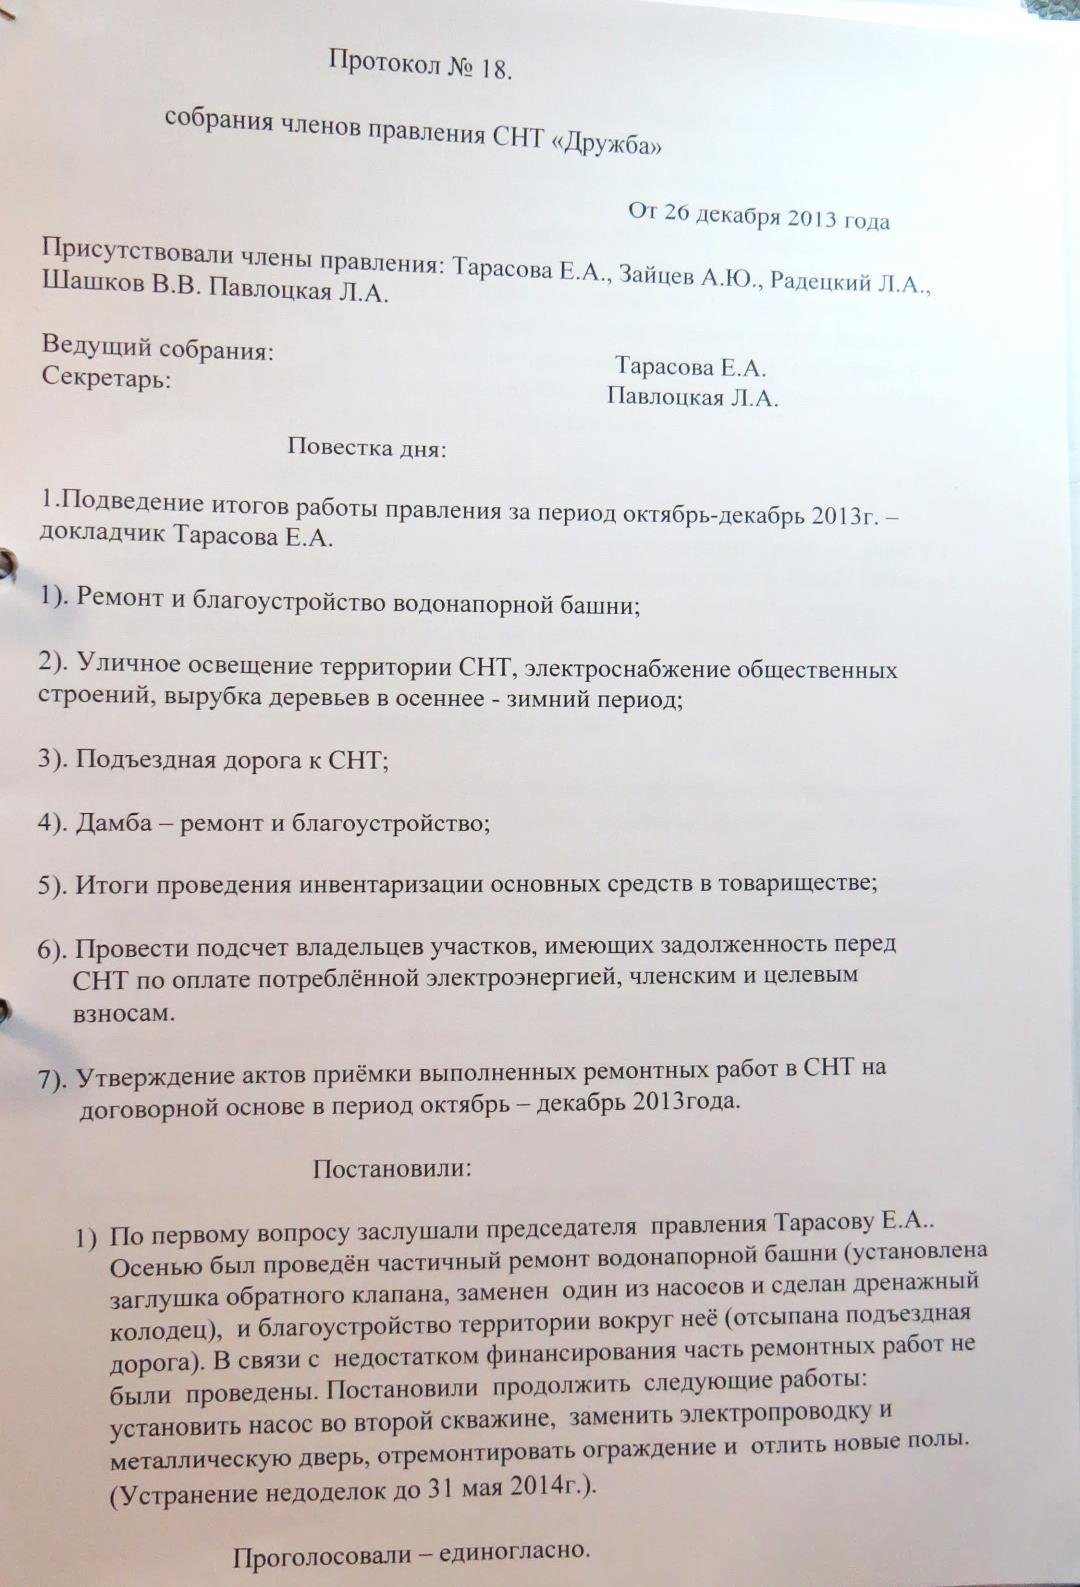 Протокол № 18.
собрания членов правления СНТ «Дружба»
От 26 декабря 2013 года
Присутствовали члены правления: Тарасова Е.А., Зайцев А.Ю., Радецкий Л.А.,
Шашков В.В. Павлоцкая Л.А.
Ведущий собрания: Тарасова Е.А.
Секретарь: Павлоцкая Л.А.
Повестка дня:
1.Подведение итогов работы правления за период октябрь-декабрь 2013г. –
докладчик Тарасова Е.А.
1). Ремонт и благоустройство водонапорной башни;
2). Уличное освещение территории СНТ, электроснабжение общественных
строений, вырубка деревьев в осеннее - зимний период;
3). Подъездная дорога к СНТ;
4). Дамба – ремонт и благоустройство;
5). Итоги проведения инвентаризации основных средств в товариществе;
6). Провести подсчет владельцев участков, имеющих задолженность перед
СНТ по оплате потреблённой электроэнергией, членским и целевым
взносам.
7). Утверждение актов приёмки выполненных ремонтных работ в СНТ на
договорной основе в период октябрь – декабрь 2013года.
Постановили:
1) По первому вопросу заслушали председателя правления Тарасову Е.А..
Осенью был проведён частичный ремонт водонапорной башни (установлена
заглушка обратного клапана, заменен один из насосов и сделан дренажный
колодец), и благоустройство территории вокруг неё (отсыпана подъездная
дорога). В связи с недостатком финансирования часть ремонтных работ не
были проведены. Постановили продолжить следующие работы:
установить насос во второй скважине, заменить электропроводку и
металлическую дверь, отремонтировать ограждение и отлить новые полы.
(Устранение недоделок до 31 мая 2014г.).
Проголосовали – единогласно.